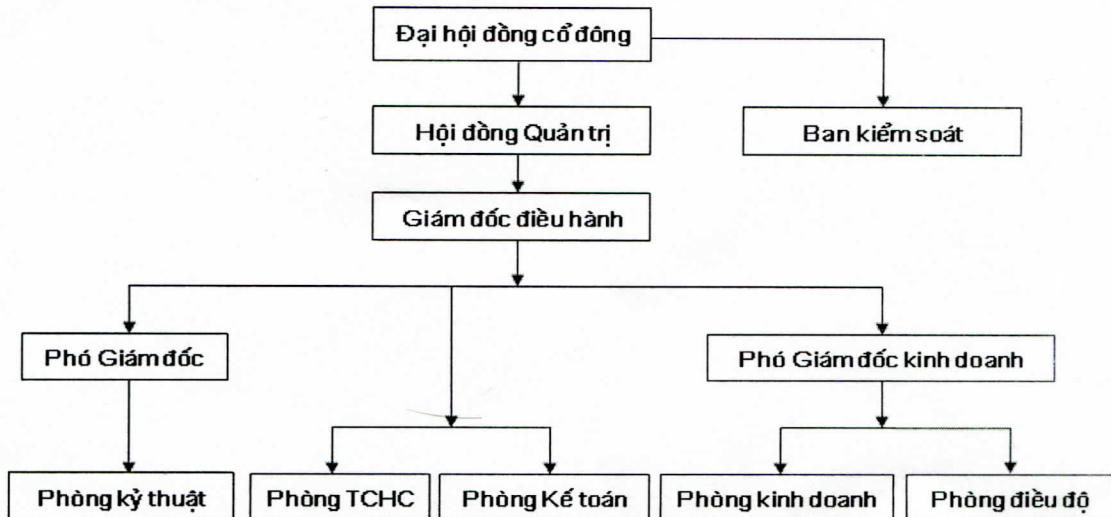 Đại hội đồng cổ đông
Hội đồng Quản trị
Ban kiểm soát
Giám đốc điều hành
Phó Giám đốc
Phó Giám đốc kinh doanh
Phòng kỷ thuật
Phòng TCHC
Phòng Kế toán
Phòng kinh doanh
Phòng điều độ